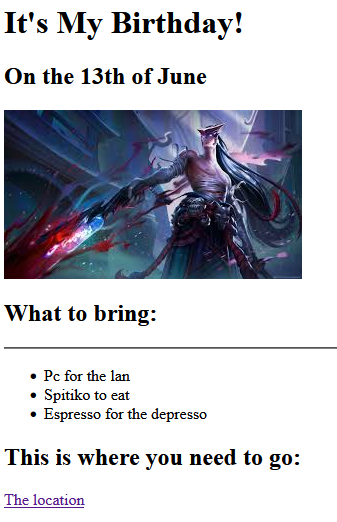 It's My Birthday!
On the 13th of June
What to bring:
Pc for the lan
Spitiko to eat
Espresso for the depresso
This is where you need to go:
The location